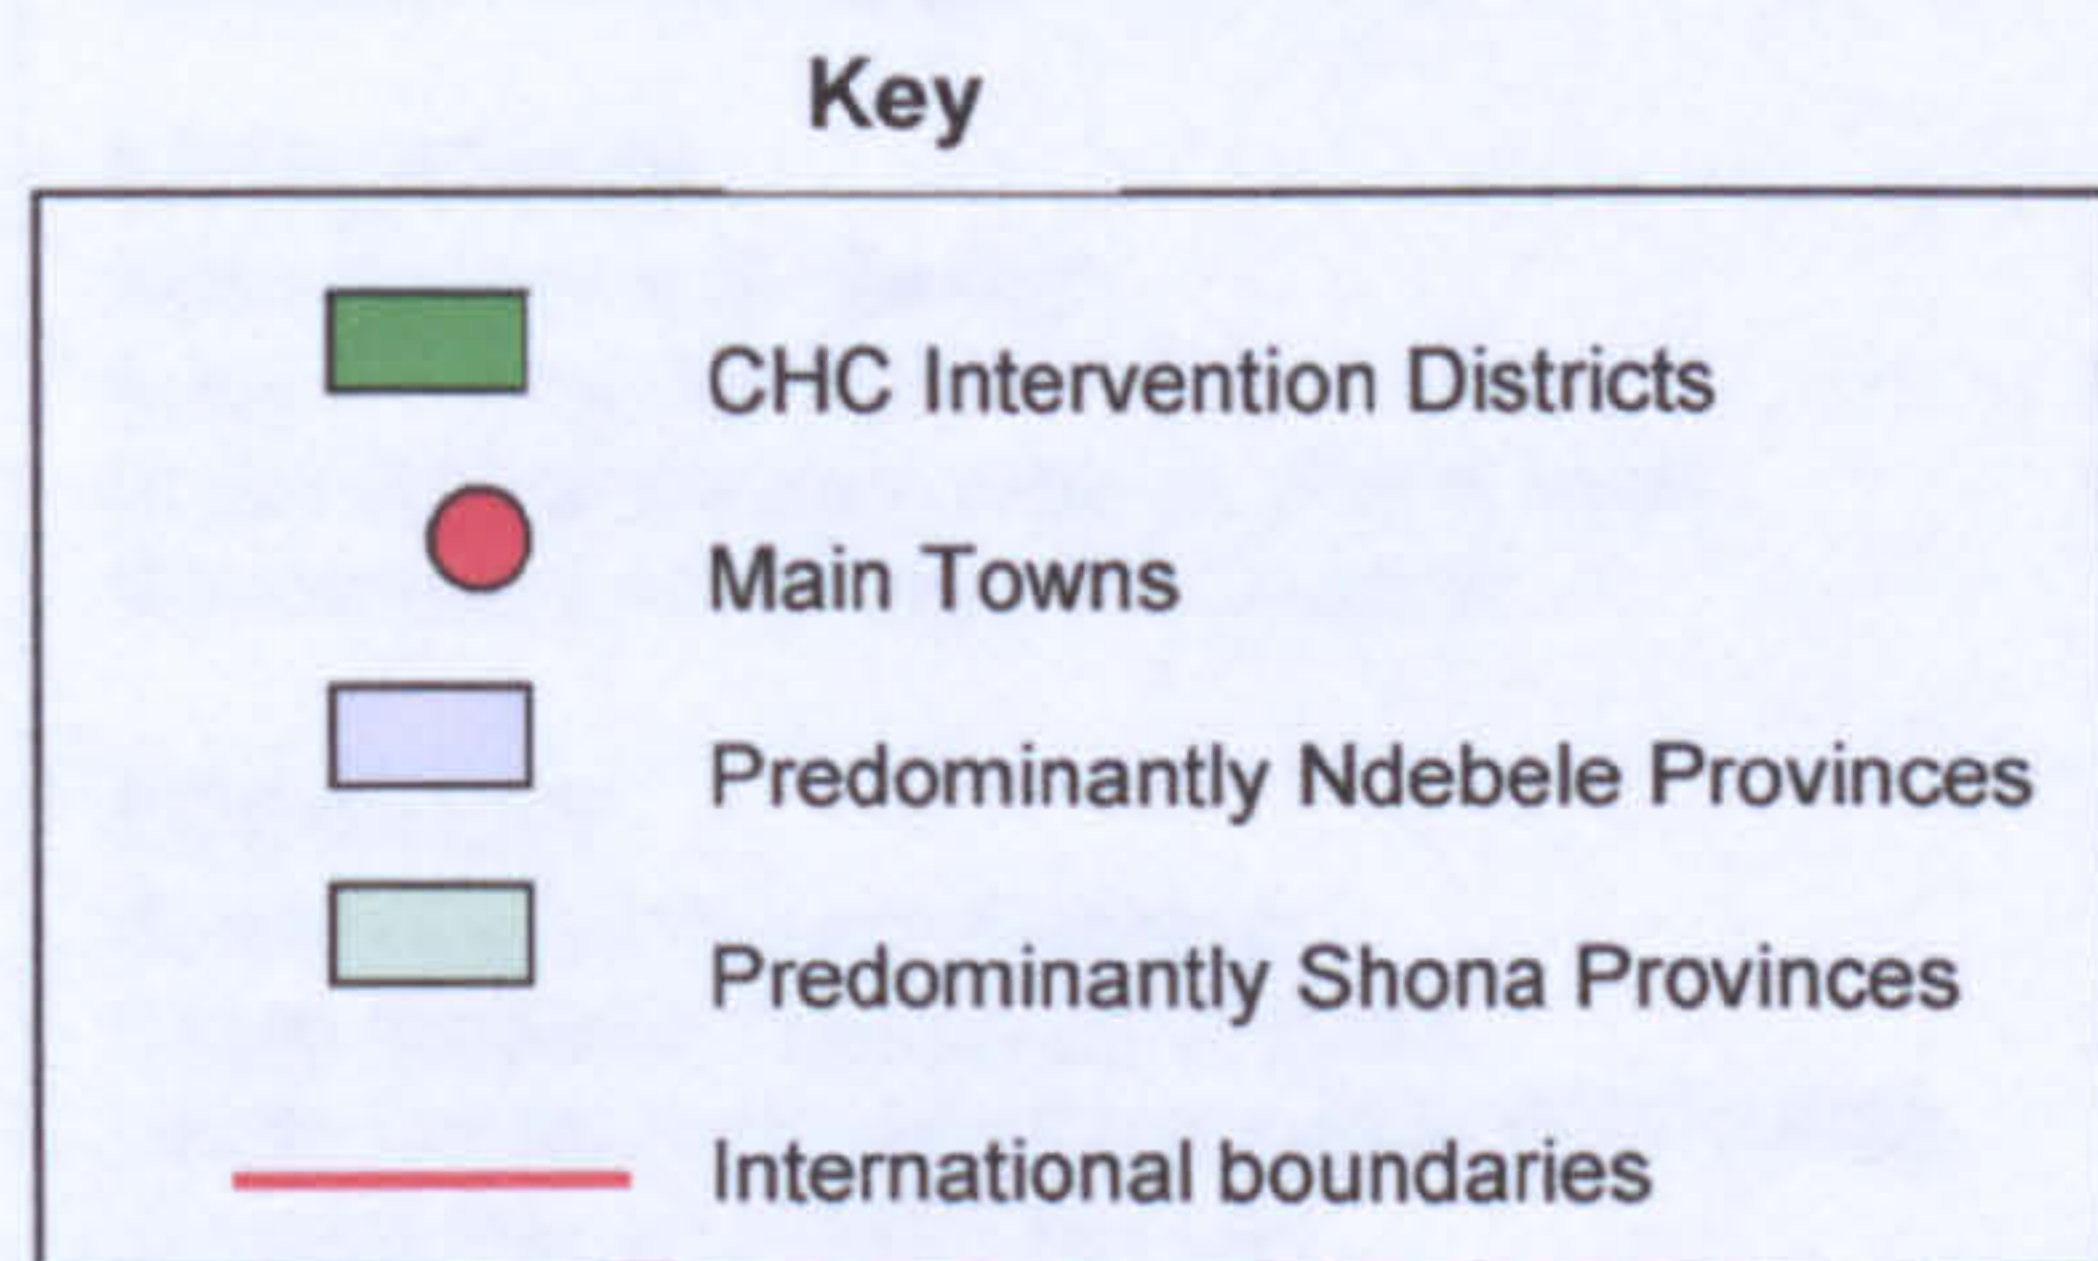 Key
CHC Intervention Districts
Main Towns
Predominantly Ndebele Provinces
Predominantly Shona Provinces
International boundaries